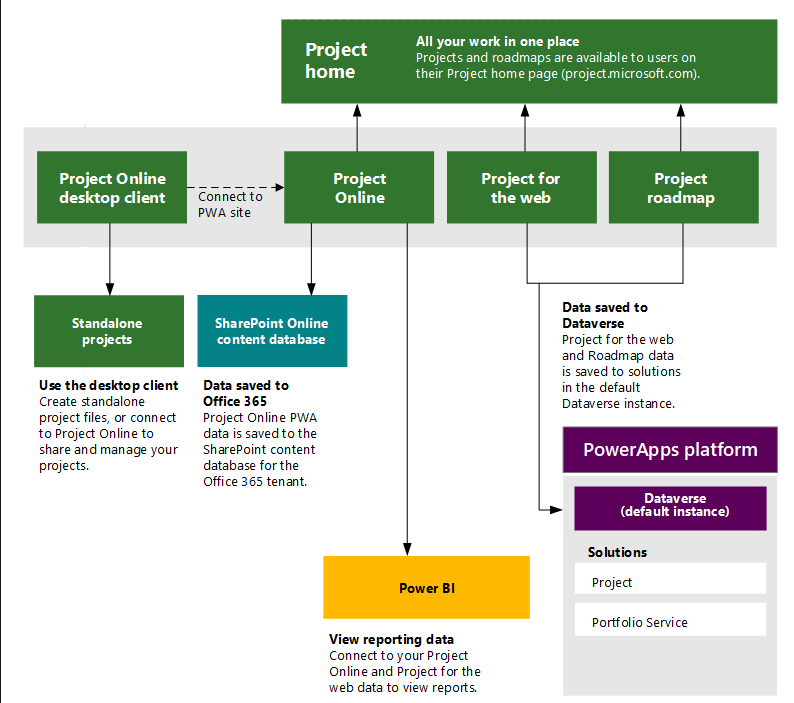 Project
home
All your work in one place
Projects and roadmaps are available to users on
their Project home page (project.microsoft.com).
Project Online
desktop client
Connect to
PWA site
Project
Online
Project for
the web
Project
roadmap
Standalone
projects
Use the desktop client
Create standalone
project files, or connect
to Project Online to
share and manage your
projects.
SharePoint Online
content database
Data saved to
Office 365
Project Online PWA
data is saved to the
SharePoint content
database for the
Office 365 tenant.
Data saved to
Dataverse
Project for the web
and Roadmap data
is saved to solutions
in the default
Dataverse instance.
PowerApps platform
Dataverse
(default instance)
Solutions
Project
Portfolio Service
Power BI
View reporting data
Connect to your Project
Online and Project for the
web data to view reports.